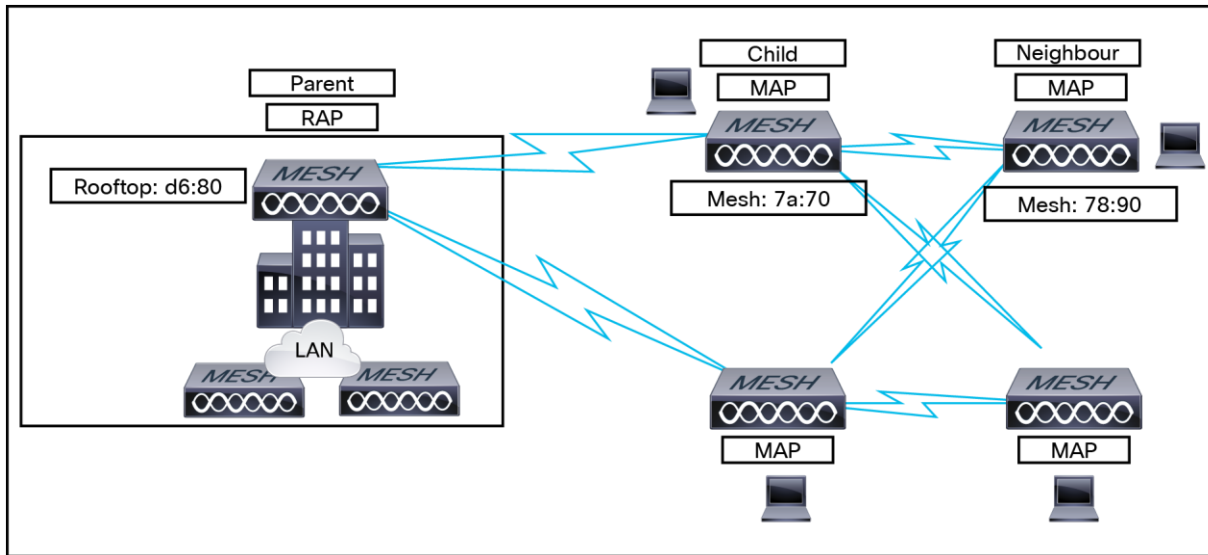 Parent
RAP
MESH
Rooftop: d6:80
LAN
MESH
MESH
Child
MAP
MESH
Mesh: 7a:70
Neighbour
MAP
MESH
Mesh: 78:90
MESH
MAP
MESH
MAP